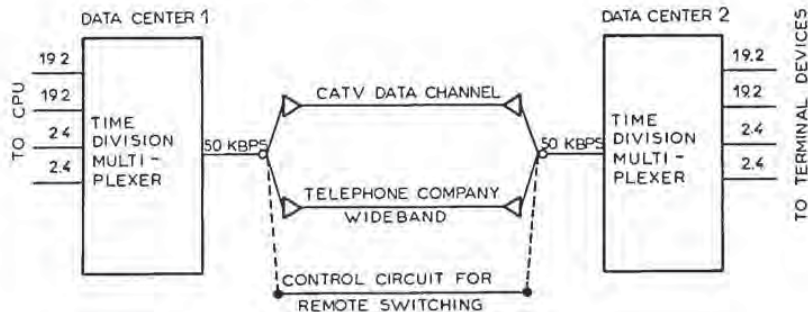 DATA CENTER 1
19.2
19.2
2.4
2.4
TO CPU
TIME
DIVISION
MULTI-
PLEXER
50 KBPS
CATV DATA CHANNEL
TELEPHONE COMPANY
WIDEBAND
CONTROL CIRCUIT FOR
REMOTE SWITCHING
50 KBPS
DATA CENTER 2
TIME
DIVISION
MULTI-
PLEXER
19.2
19.2
2.4
2.4
TO TERMINAL DEVICES